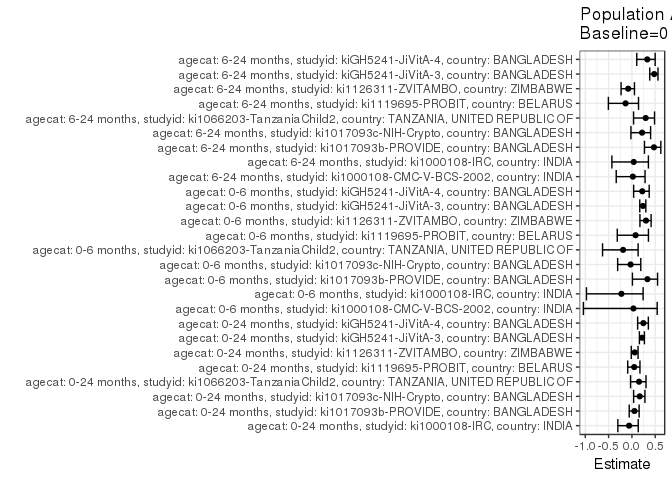 Population
Baseline=0
agecat: 6-24 months, studyid: kiGH5241-JiVitA-4, country: BANGLADESH
agecat: 6-24 months, studyid: kiGH5241-JiVitA-3, country: BANGLADESH
agecat: 6-24 months, studyid: ki1126311-ZVITAMBO, country: ZIMBABWE
agecat: 6-24 months, studyid: ki1119695-PROBIT, country: BELARUS
agecat: 6-24 months, studyid: ki1066203-TanzaniaChild2, country: TANZANIA, UNITED REPUBLIC OF
agecat: 6-24 months, studyid: ki1017093c-NIH-Crypto, country: BANGLADESH
agecat: 6-24 months, studyid: ki1017093b-PROVIDE, country: BANGLADESH
agecat: 6-24 months, studyid: ki1000108-IRC, country: INDIA
agecat: 6-24 months, studyid: ki1000108-CMC-V-BCS-2002, country: INDIA
agecat: 0-6 months, studyid: kiGH5241-JiVitA-4, country: BANGLADESH
agecat: 0-6 months, studyid: kiGH5241-JiVitA-3, country: BANGLADESH
agecat: 0-6 months, studyid: ki1126311-ZVITAMBO, country: ZIMBABWE
agecat: 0-6 months, studyid: ki1119695-PROBIT, country: BELARUS
agecat: 0-6 months, studyid: ki1066203-TanzaniaChild2, country: TANZANIA, UNITED REPUBLIC OF
agecat: 0-6 months, studyid: ki1017093c-NIH-Crypto, country: BANGLADESH
agecat: 0-6 months, studyid: ki1017093b-PROVIDE, country: BANGLADESH
agecat: 0-6 months, studyid: ki1000108-IRC, country: INDIA
agecat: 0-6 months, studyid: ki1000108-CMC-V-BCS-2002, country: INDIA
agecat: 0-24 months, studyid: kiGH5241-JiVitA-4, country: BANGLADESH
agecat: 0-24 months, studyid: kiGH5241-JiVitA-3, country: BANGLADESH
agecat: 0-24 months, studyid: ki1126311-ZVITAMBO, country: ZIMBABWE
agecat: 0-24 months, studyid: ki1119695-PROBIT, country: BELARUS
agecat: 0-24 months, studyid: ki1066203-TanzaniaChild2, country: TANZANIA, UNITED REPUBLIC OF
agecat: 0-24 months, studyid: ki1017093c-NIH-Crypto, country: BANGLADESH
agecat: 0-24 months, studyid: ki1017093b-PROVIDE, country: BANGLADESH
agecat: 0-24 months, studyid: ki1000108-IRC, country: INDIA
-1.0 -0.5 0.0 0.5
Estimate